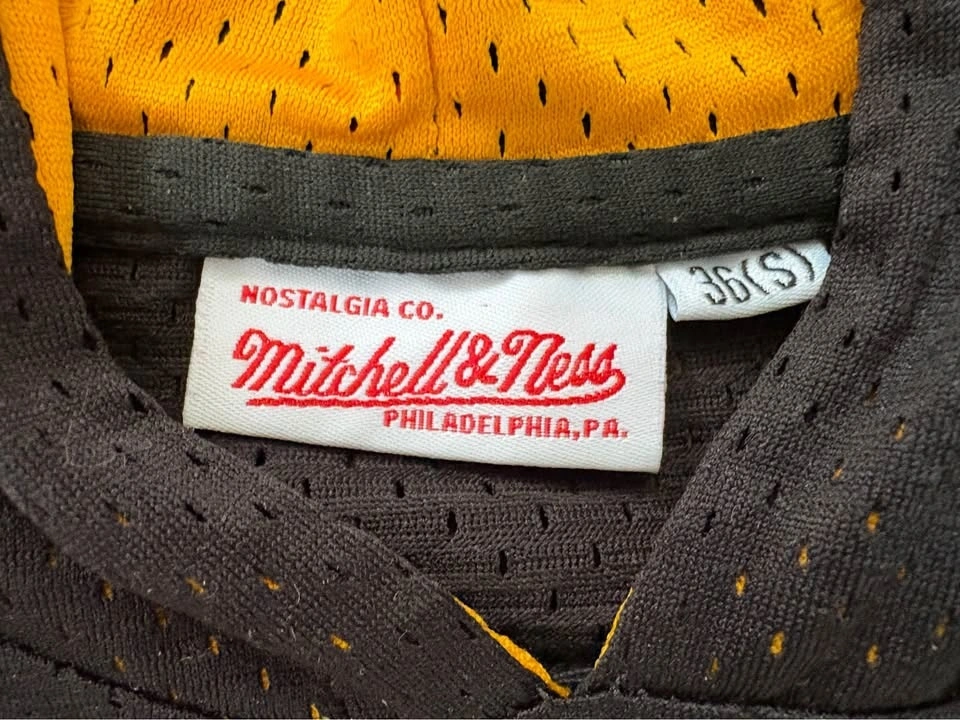 NOSTALGIA CO.
Mitchell & Ness
PHILADELPHIA, PA.
36(S)